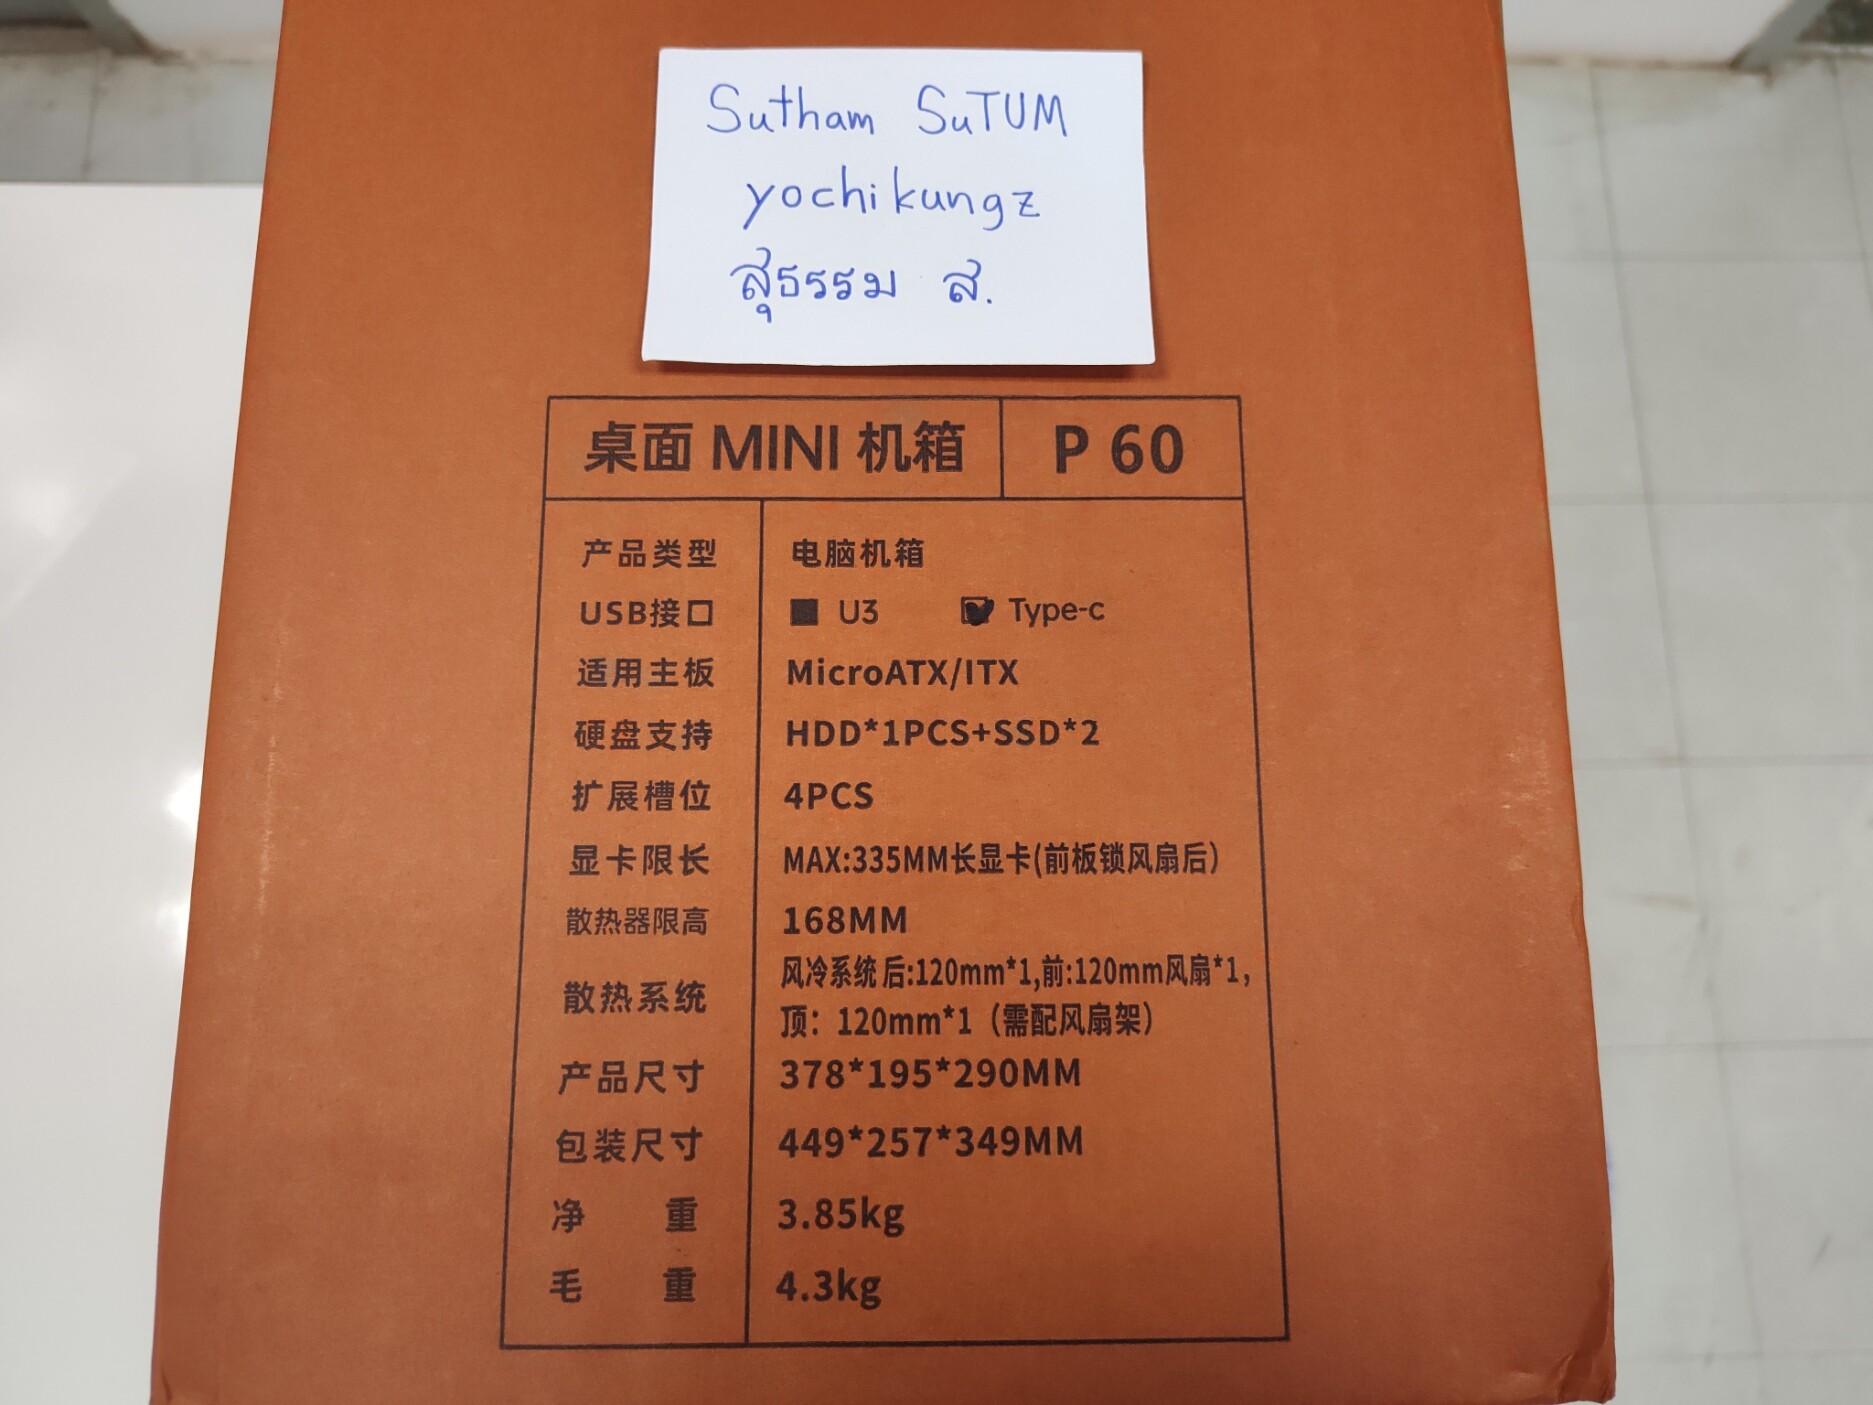 Sutham SuTUM
yochikungz
สุธรรม ส.
桌面 MINI 机箱 P 60
产品类型 电脑机箱
USB接口 ■ U3 ☑ Type-c
适用主板 MicroATX/ITX
硬盘支持 HDD*1PCS+SSD*2
扩展槽位 4PCS
显卡限长 MAX:335MM长显卡(前板锁风扇后)
散热器限高 168MM
散热系统 风冷系统 后:120mm*1,前:120mm风扇*1,
顶：120mm*1（需配风扇架）
产品尺寸 378*195*290MM
包装尺寸 449*257*349MM
净 重 3.85kg
毛 重 4.3kg